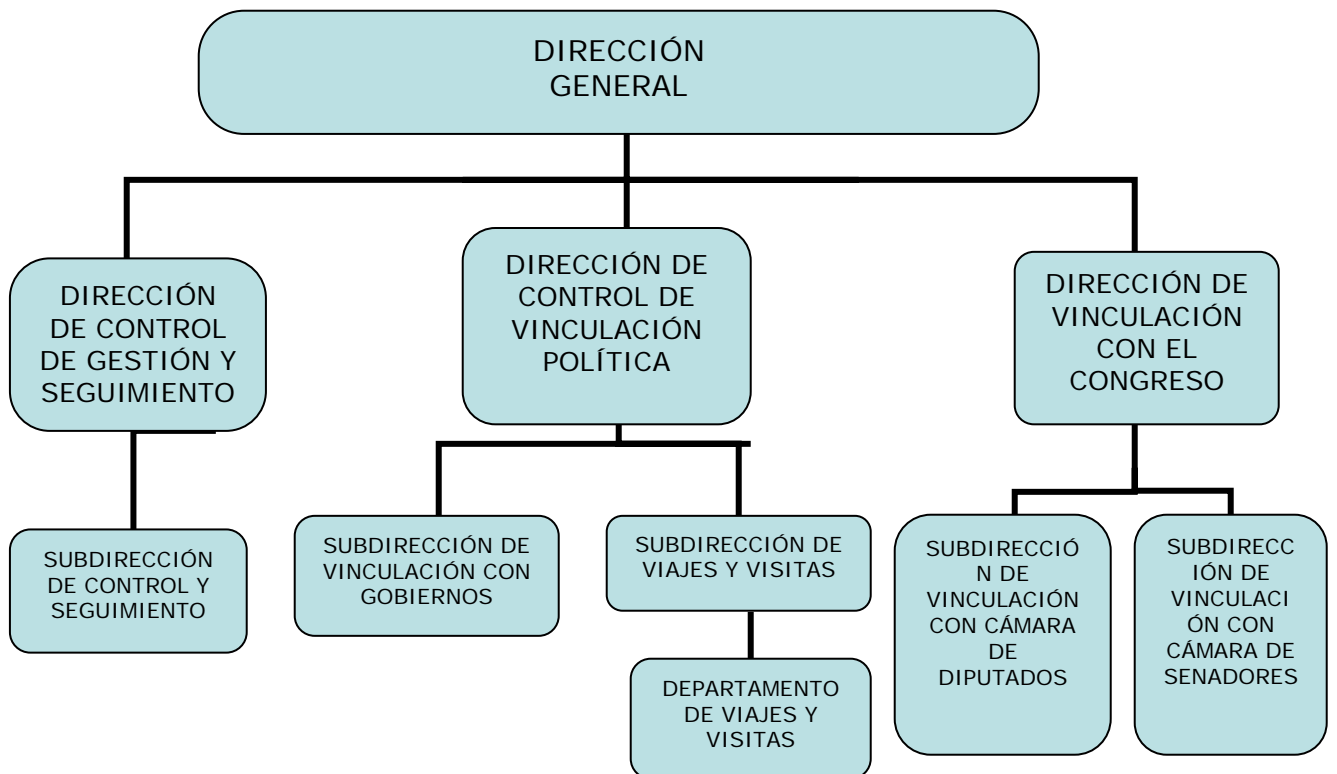 DIRECCIÓN
GENERAL
DIRECCIÓN
DE CONTROL
DE GESTIÓN Y
SEGUIMIENTO
DIRECCIÓN DE
CONTROL DE
VINCULACIÓN
POLÍTICA
DIRECCIÓN DE
VINCULACIÓN
CON EL
CONGRESO
SUBDIRECCIÓN
DE CONTROL Y
SEGUIMIENTO
SUBDIRECCIÓN DE
VINCULACIÓN CON
GOBIERNOS
SUBDIRECCIÓN DE
VIAJES Y VISITAS
SUBDIRECCIÓ
N DE
VINCULACIÓN
CON CÁMARA
DE
DIPUTADOS
SUBDIRECC
IÓN DE
VINCULACI
ÓN CON
CÁMARA DE
SENADORES
DEPARTAMENTO
DE VIAJES Y
VISITAS